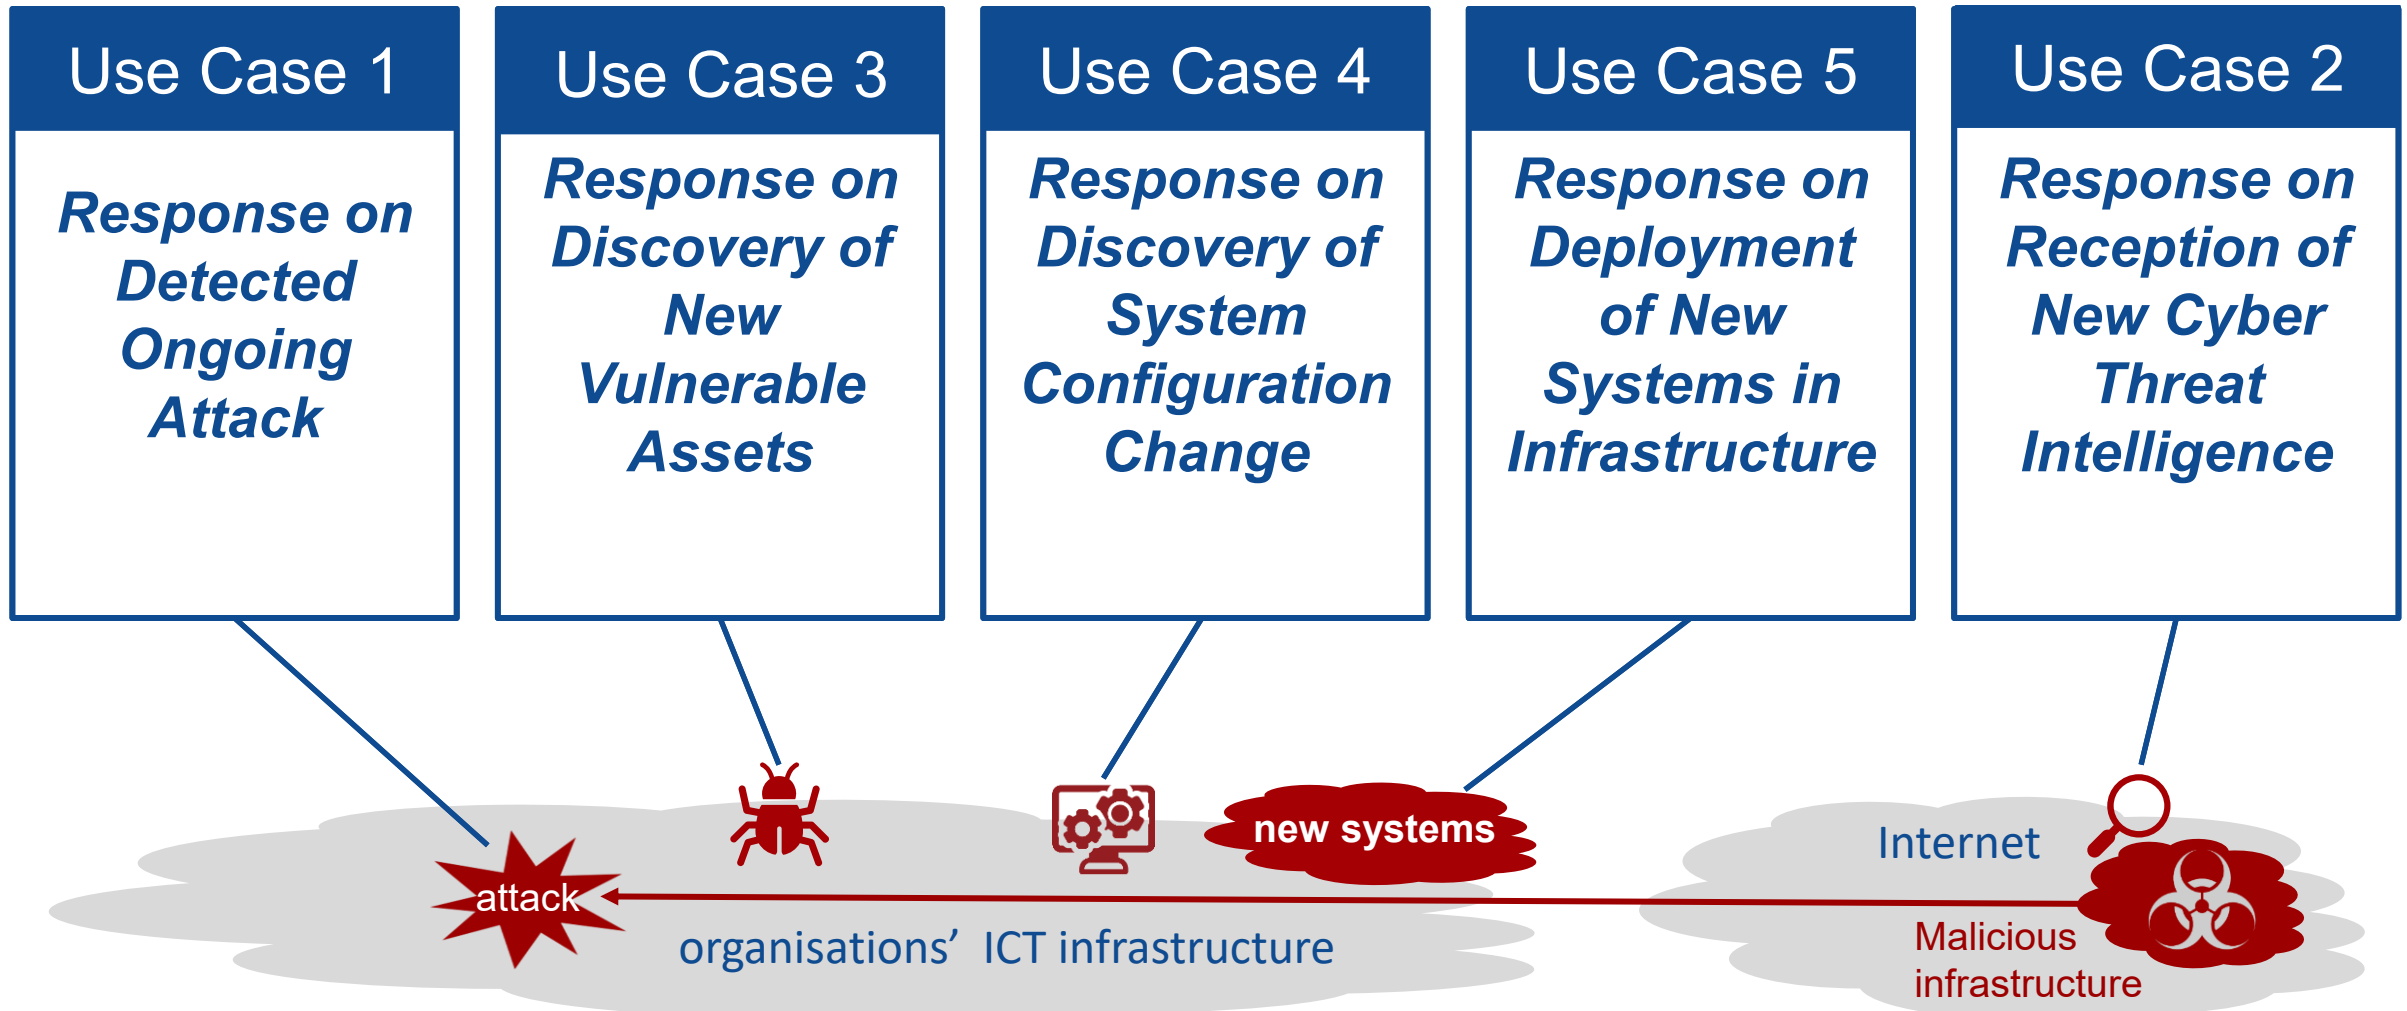 Use Case 1
Response on
Detected
Ongoing
Attack
Use Case 3
Response on
Discovery of
New
Vulnerable
Assets
Use Case 4
Response on
Discovery of
System
Configuration
Change
Use Case 5
Response on
Deployment
of New
Systems in
Infrastructure
Use Case 2
Response on
Reception of
New Cyber
Threat
Intelligence
new systems
attack
organisations’ ICT infrastructure
Internet
Malicious
infrastructure